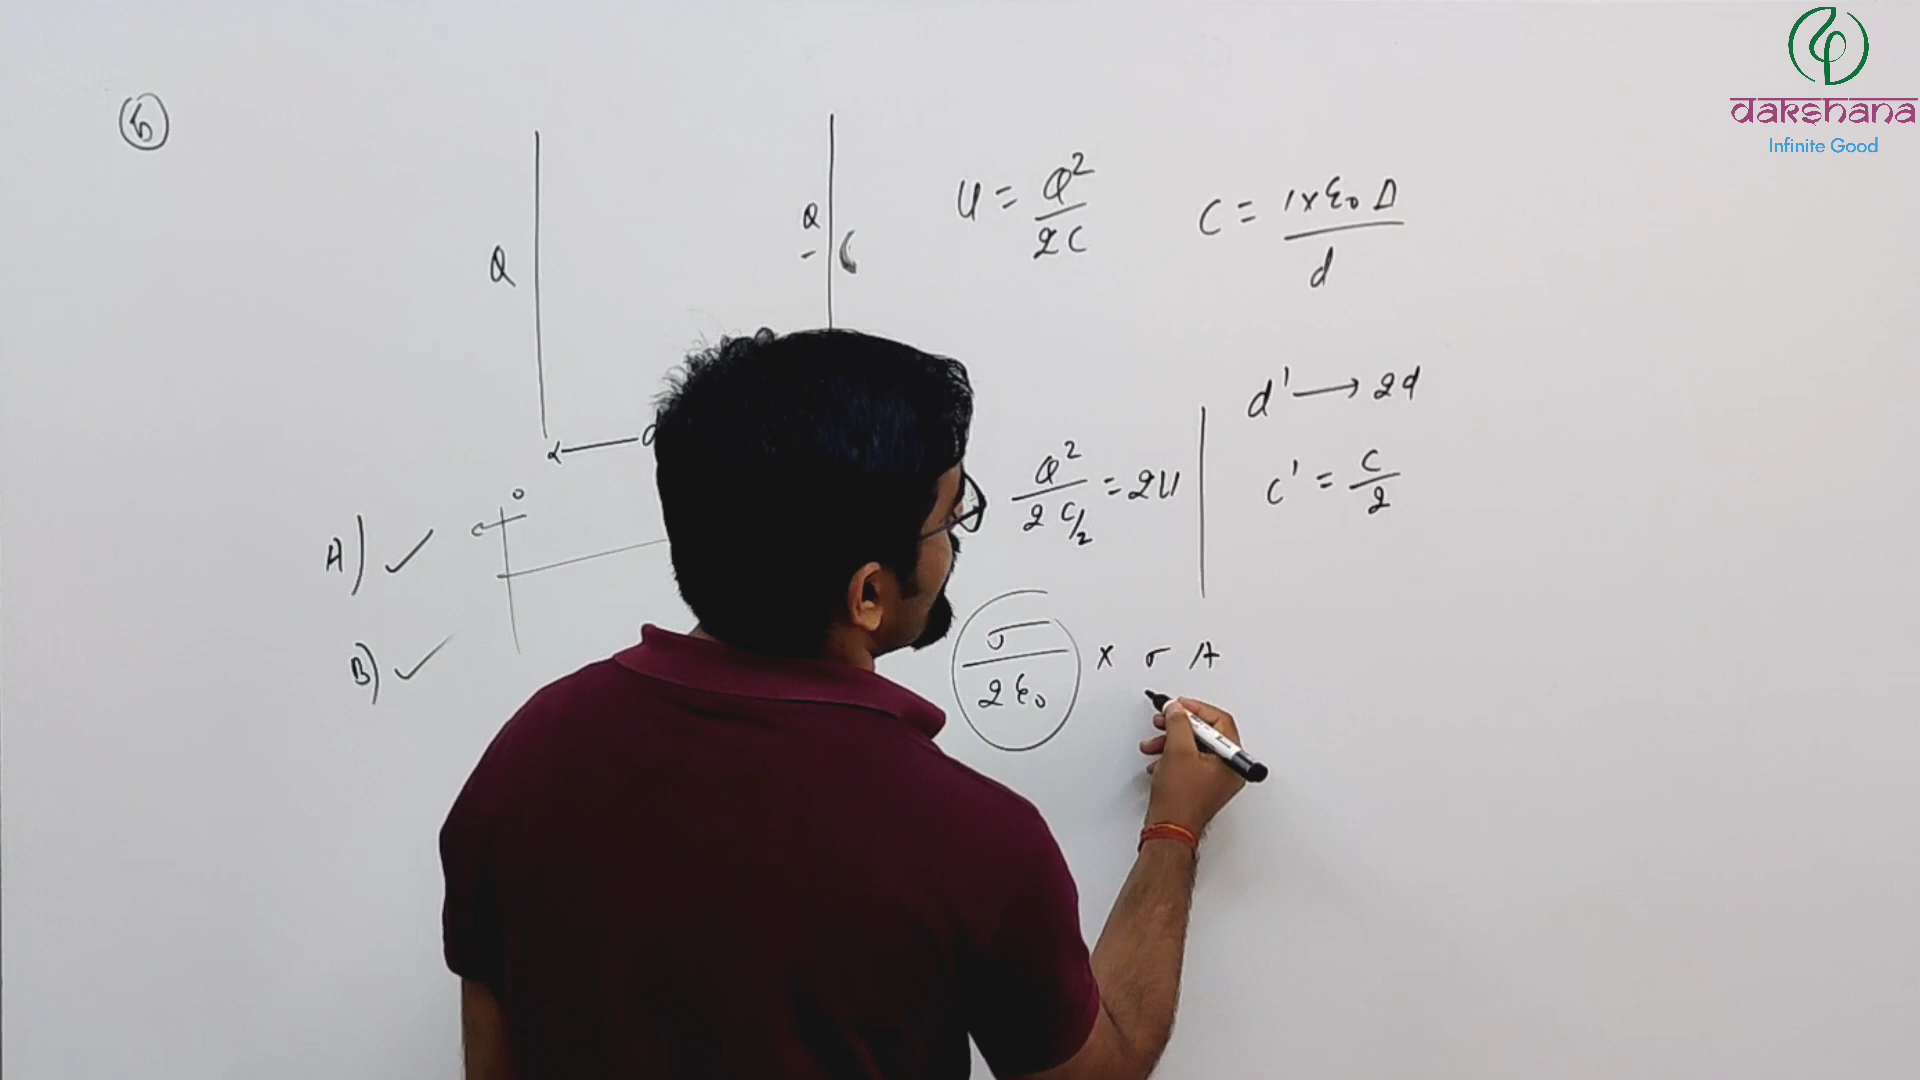 dakshana
Infinite Good
6
Q
Q
-
U = Q²/2C
C = 1×ε₀A/d
d' → 2d
Q²/(2 C/2) = 2U
C' = C/2
A) ✓
B) ✓
σ/2ε₀ × σA